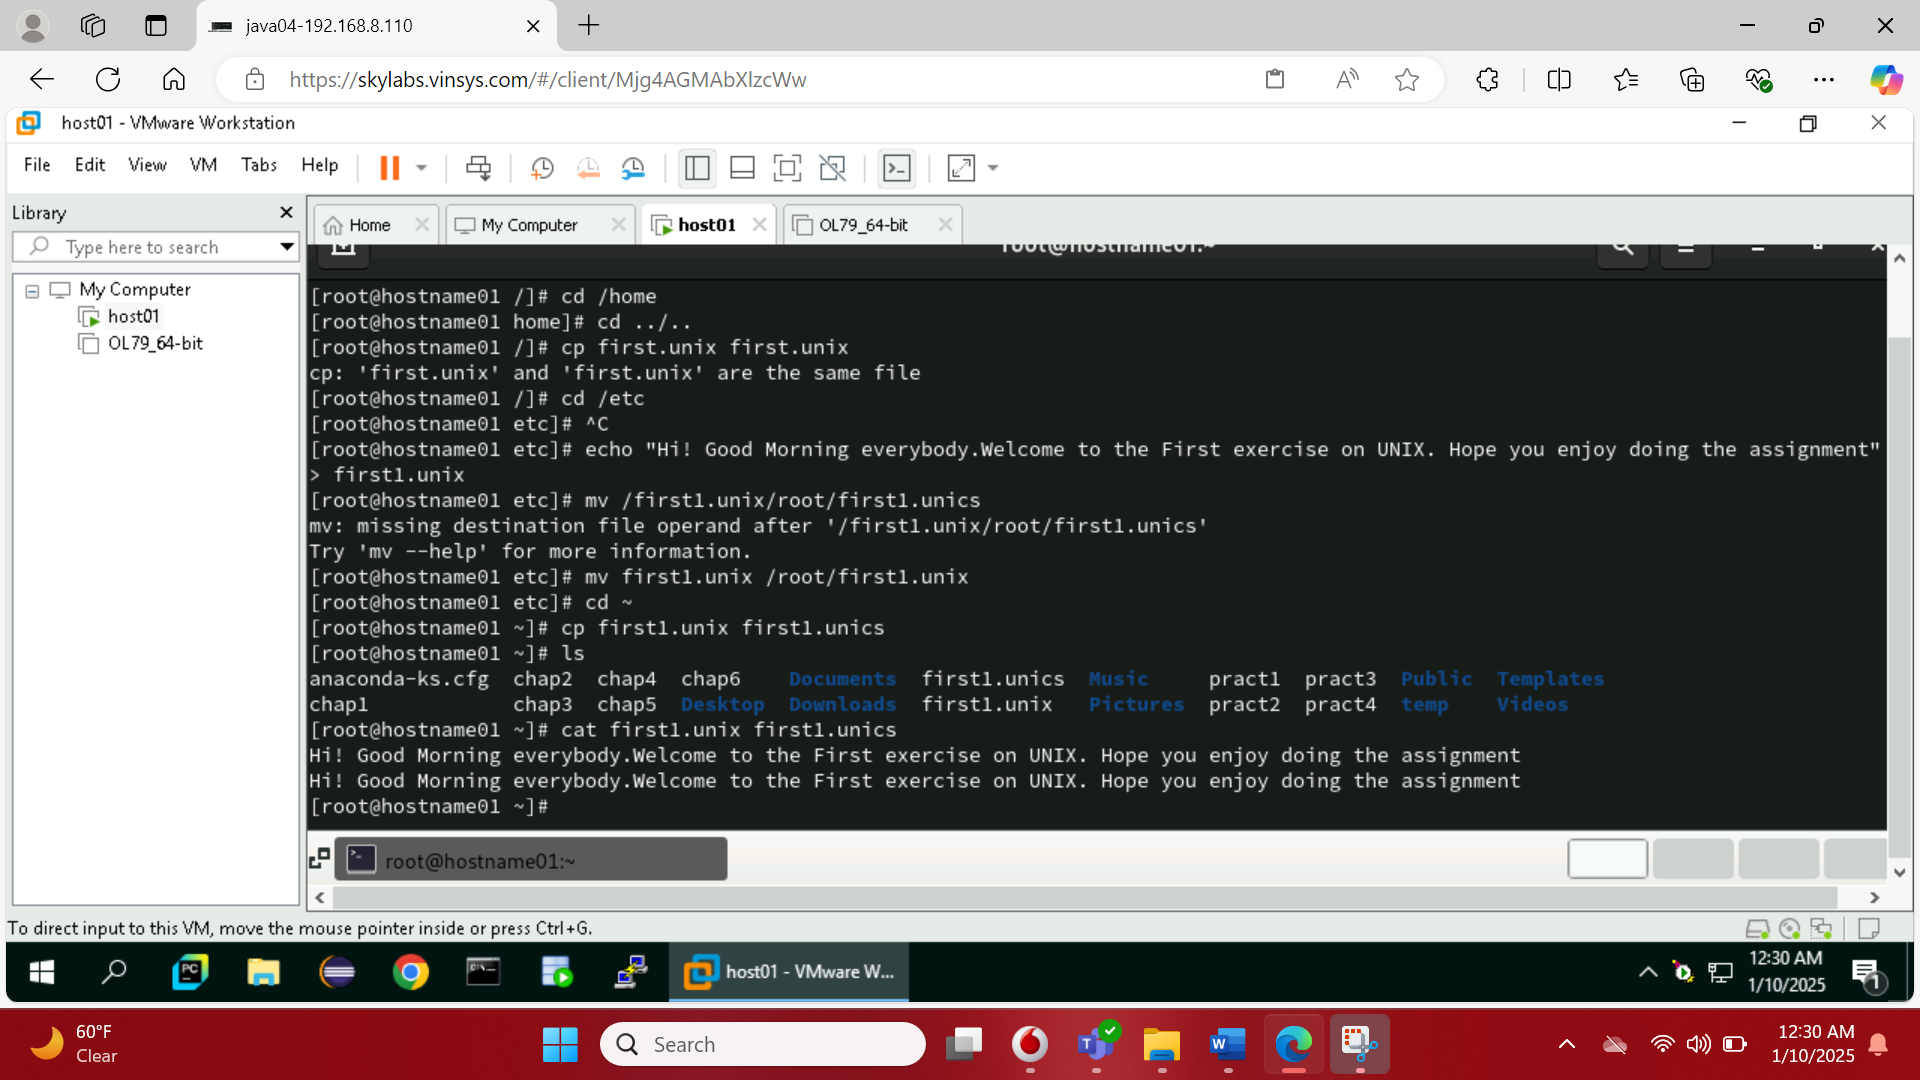 java04-192.168.8.110
https://skylabs.vinsys.com/#/client/Mjg4AGMAbXlzcWw
host01 - VMware Workstation
File Edit View VM Tabs Help
Library
Type here to search
My Computer
host01
OL79_64-bit
Home
My Computer
host01
OL79_64-bit
root@hostname01:~
[root@hostname01 /]# cd /home
[root@hostname01 home]# cd ../..
[root@hostname01 /]# cp first.unix first.unix
cp: 'first.unix' and 'first.unix' are the same file
[root@hostname01 /]# cd /etc
[root@hostname01 etc]# ^C
[root@hostname01 etc]# echo "Hi! Good Morning everybody.Welcome to the First exercise on UNIX. Hope you enjoy doing the assignment"
> first1.unix
[root@hostname01 etc]# mv /first1.unix/root/first1.unics
mv: missing destination file operand after '/first1.unix/root/first1.unics'
Try 'mv --help' for more information.
[root@hostname01 etc]# mv first1.unix /root/first1.unix
[root@hostname01 etc]# cd ~
[root@hostname01 ~]# cp first1.unix first1.unics
[root@hostname01 ~]# ls
anaconda-ks.cfg chap2 chap4 chap6 Documents first1.unics Music pract1 pract3 Public Templates
chap1 chap3 chap5 Desktop Downloads first1.unix Pictures pract2 pract4 temp Videos
[root@hostname01 ~]# cat first1.unix first1.unics
Hi! Good Morning everybody.Welcome to the First exercise on UNIX. Hope you enjoy doing the assignment
Hi! Good Morning everybody.Welcome to the First exercise on UNIX. Hope you enjoy doing the assignment
[root@hostname01 ~]#
root@hostname01:~
To direct input to this VM, move the mouse pointer inside or press Ctrl+G.
host01 - VMware W...
12:30 AM
1/10/2025
1
60°F
Clear
Search
12:30 AM
1/10/2025